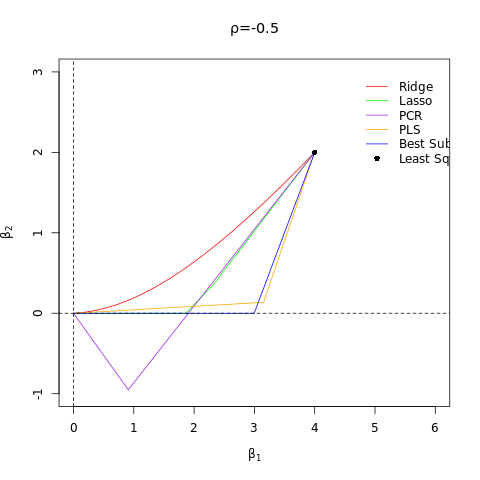 ρ=-0.5
3
2
1
0
-1
β2
Ridge
Lasso
PCR
PLS
Best Sub
Least Sq
0 1 2 3 4 5 6
β1